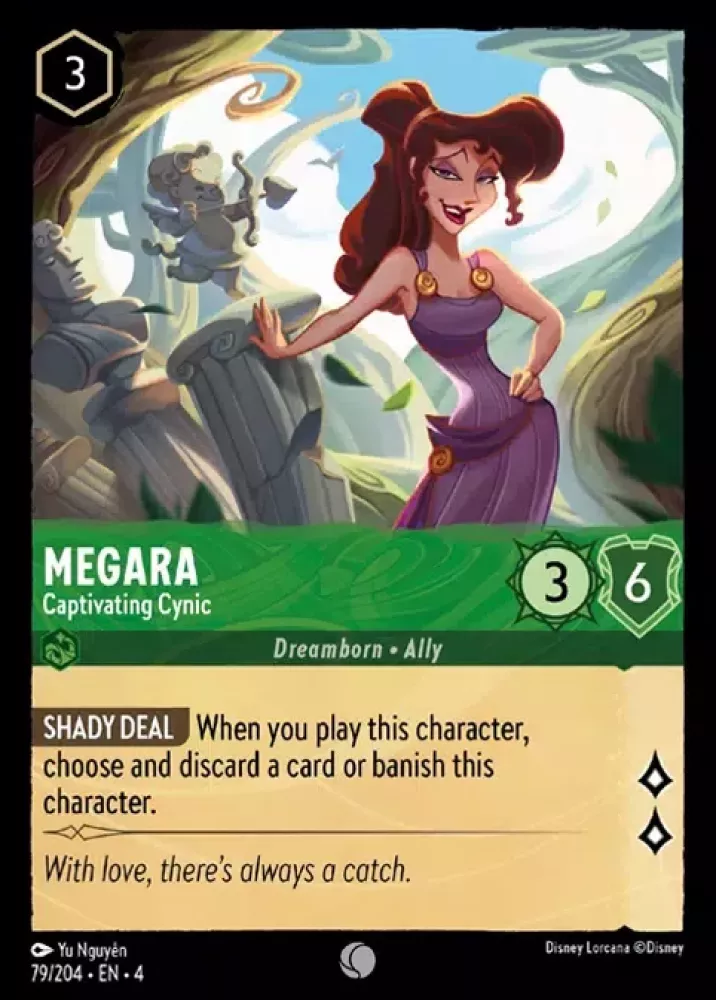 3
MEGARA
Captivating Cynic
3
6
Dreamborn • Ally
SHADY DEAL When you play this character,
choose and discard a card or banish this
character.
With love, there's always a catch.
Yu Nguyén
Disney Lorcana ©Disney
79/204 • EN • 4